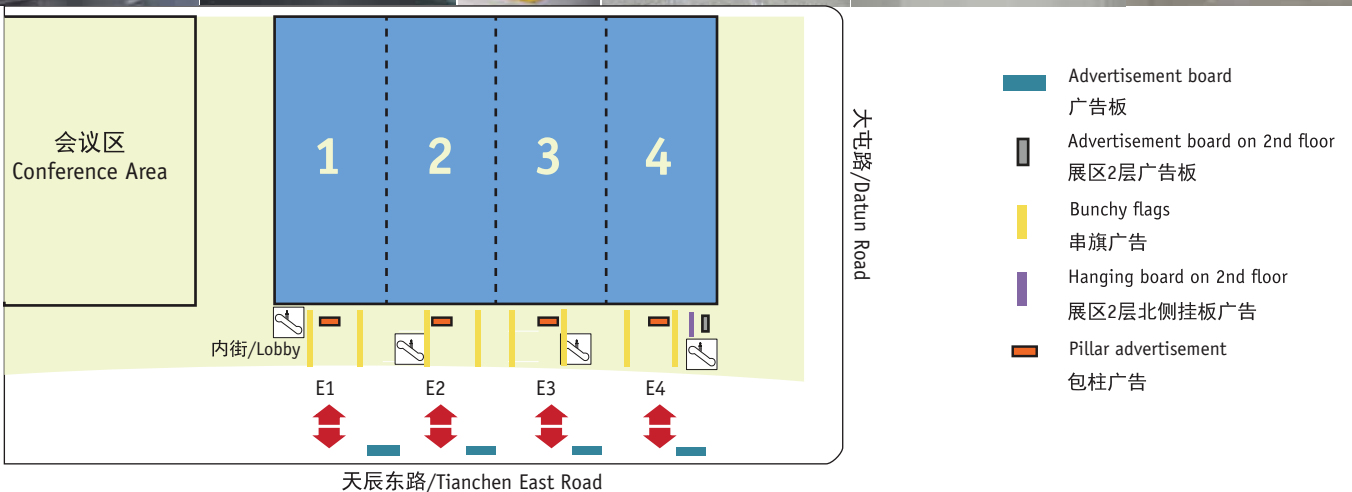 会议区
Conference Area
1
2
3
4
内街/Lobby
E1
E2
E3
E4
天辰东路/Tianchen East Road
大屯路/Datun Road
Advertisement board
广告板
Advertisement board on 2nd floor
展区2层广告板
Bunchy flags
串旗广告
Hanging board on 2nd floor
展区2层北侧挂板广告
Pillar advertisement
包柱广告